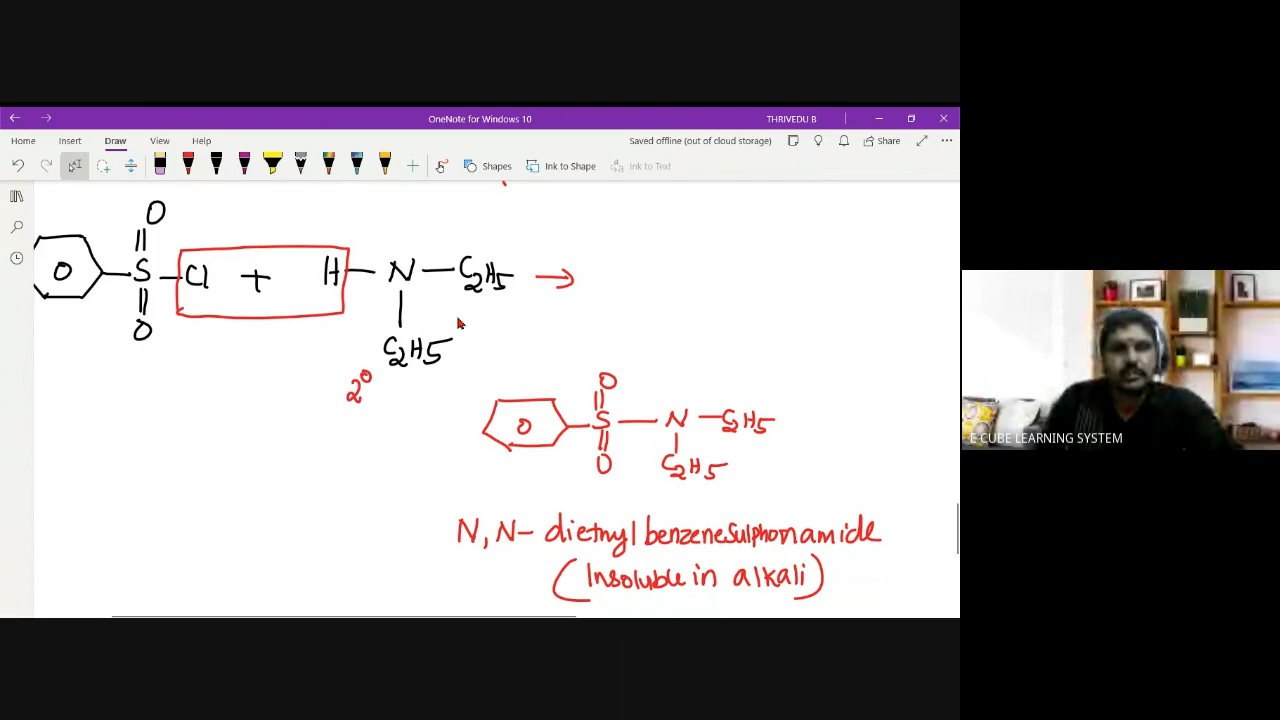 OneNote for Windows 10
THRIVEDU B
Home Insert Draw View Help
Saved offline (out of cloud storage)
Share
Shapes
Ink to Shape
Ink to Text
O
S
Cl + H — N — C2H5 →
O
C2H5
2°
O
S — N — C2H5
O
C2H5
N, N- diethyl benzenesulphonamide
(Insoluble in alkali)
E CUBE LEARNING SYSTEM